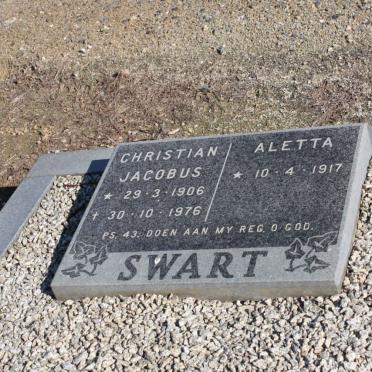 CHRISTIAN
JACOBUS
* 29-3-1906
† 30-10-1976
ALETTA
* 10-4-1917
PS. 43. DOEN AAN MY REG, O GOD.
SWART